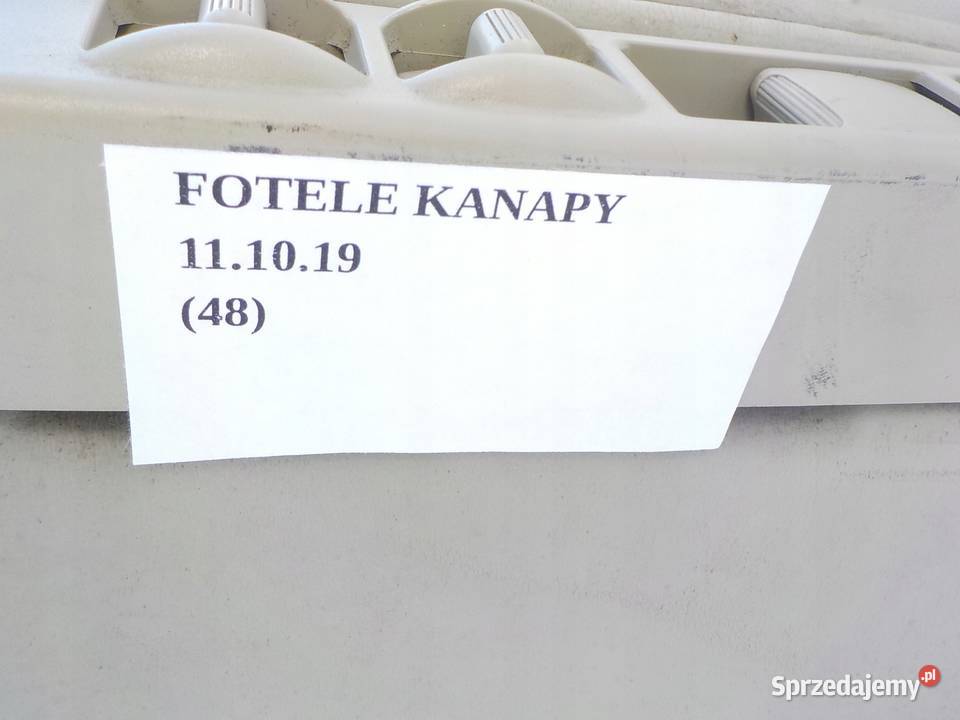 FOTELE KANAPY
11.10.19
(48)
Sprzedajemy.pl